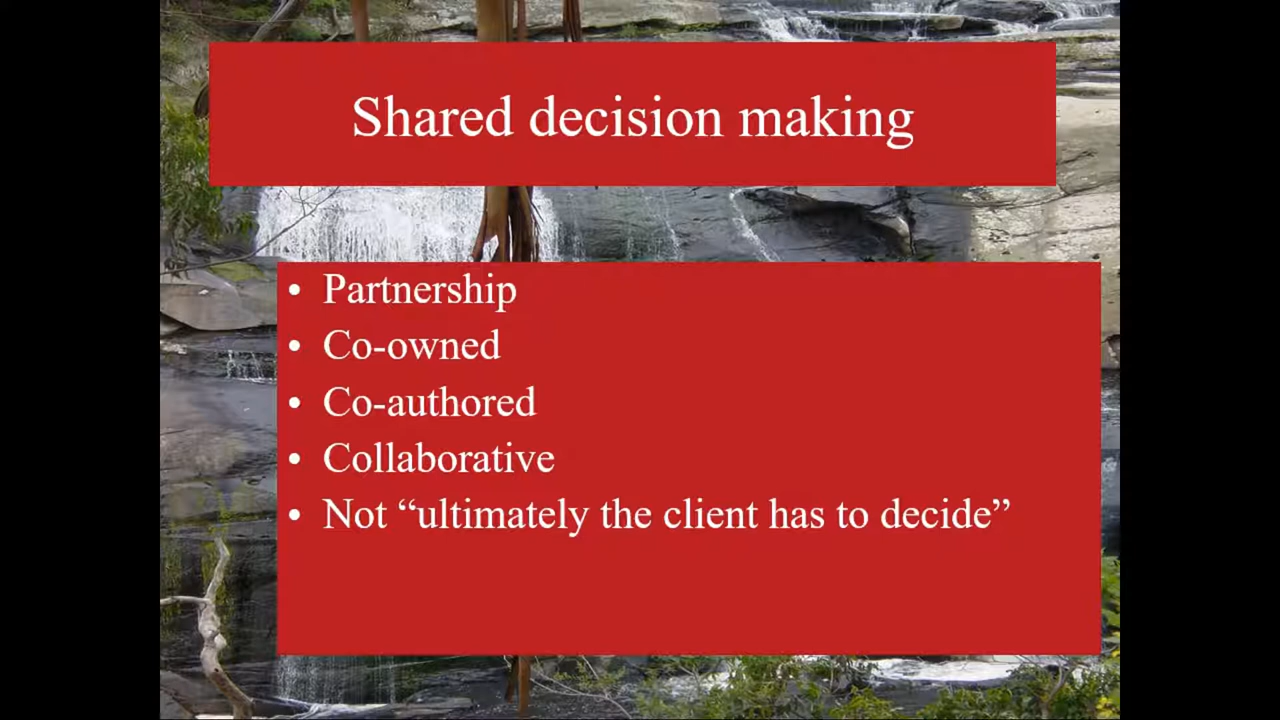 Shared decision making
• Partnership
• Co-owned
• Co-authored
• Collaborative
• Not “ultimately the client has to decide”